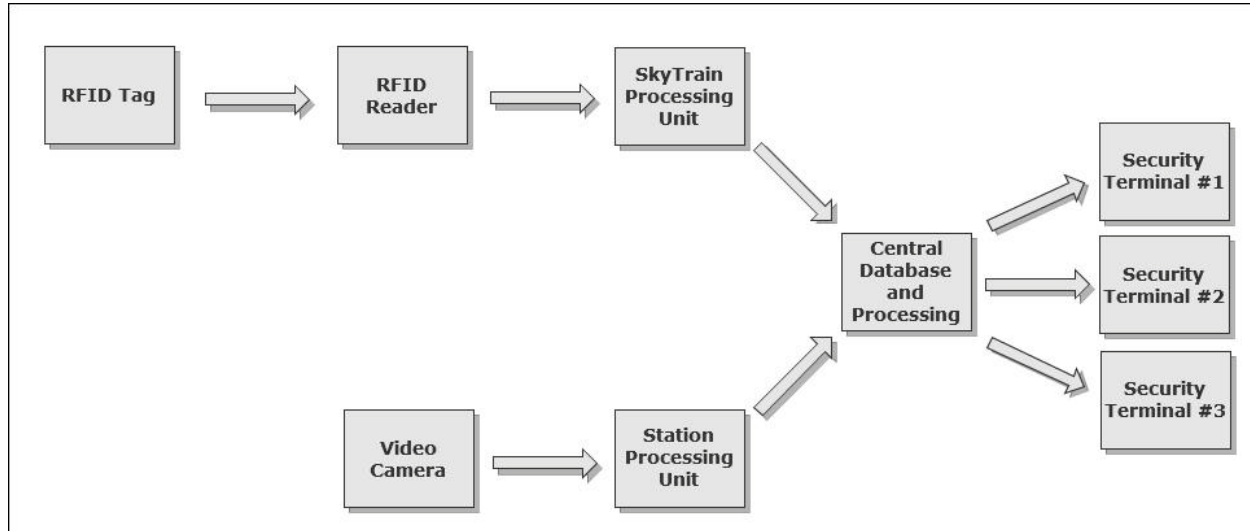 RFID Tag
RFID
Reader
SkyTrain
Processing
Unit
Security
Terminal #1
Central
Database
and
Processing
Security
Terminal #2
Security
Terminal #3
Video
Camera
Station
Processing
Unit